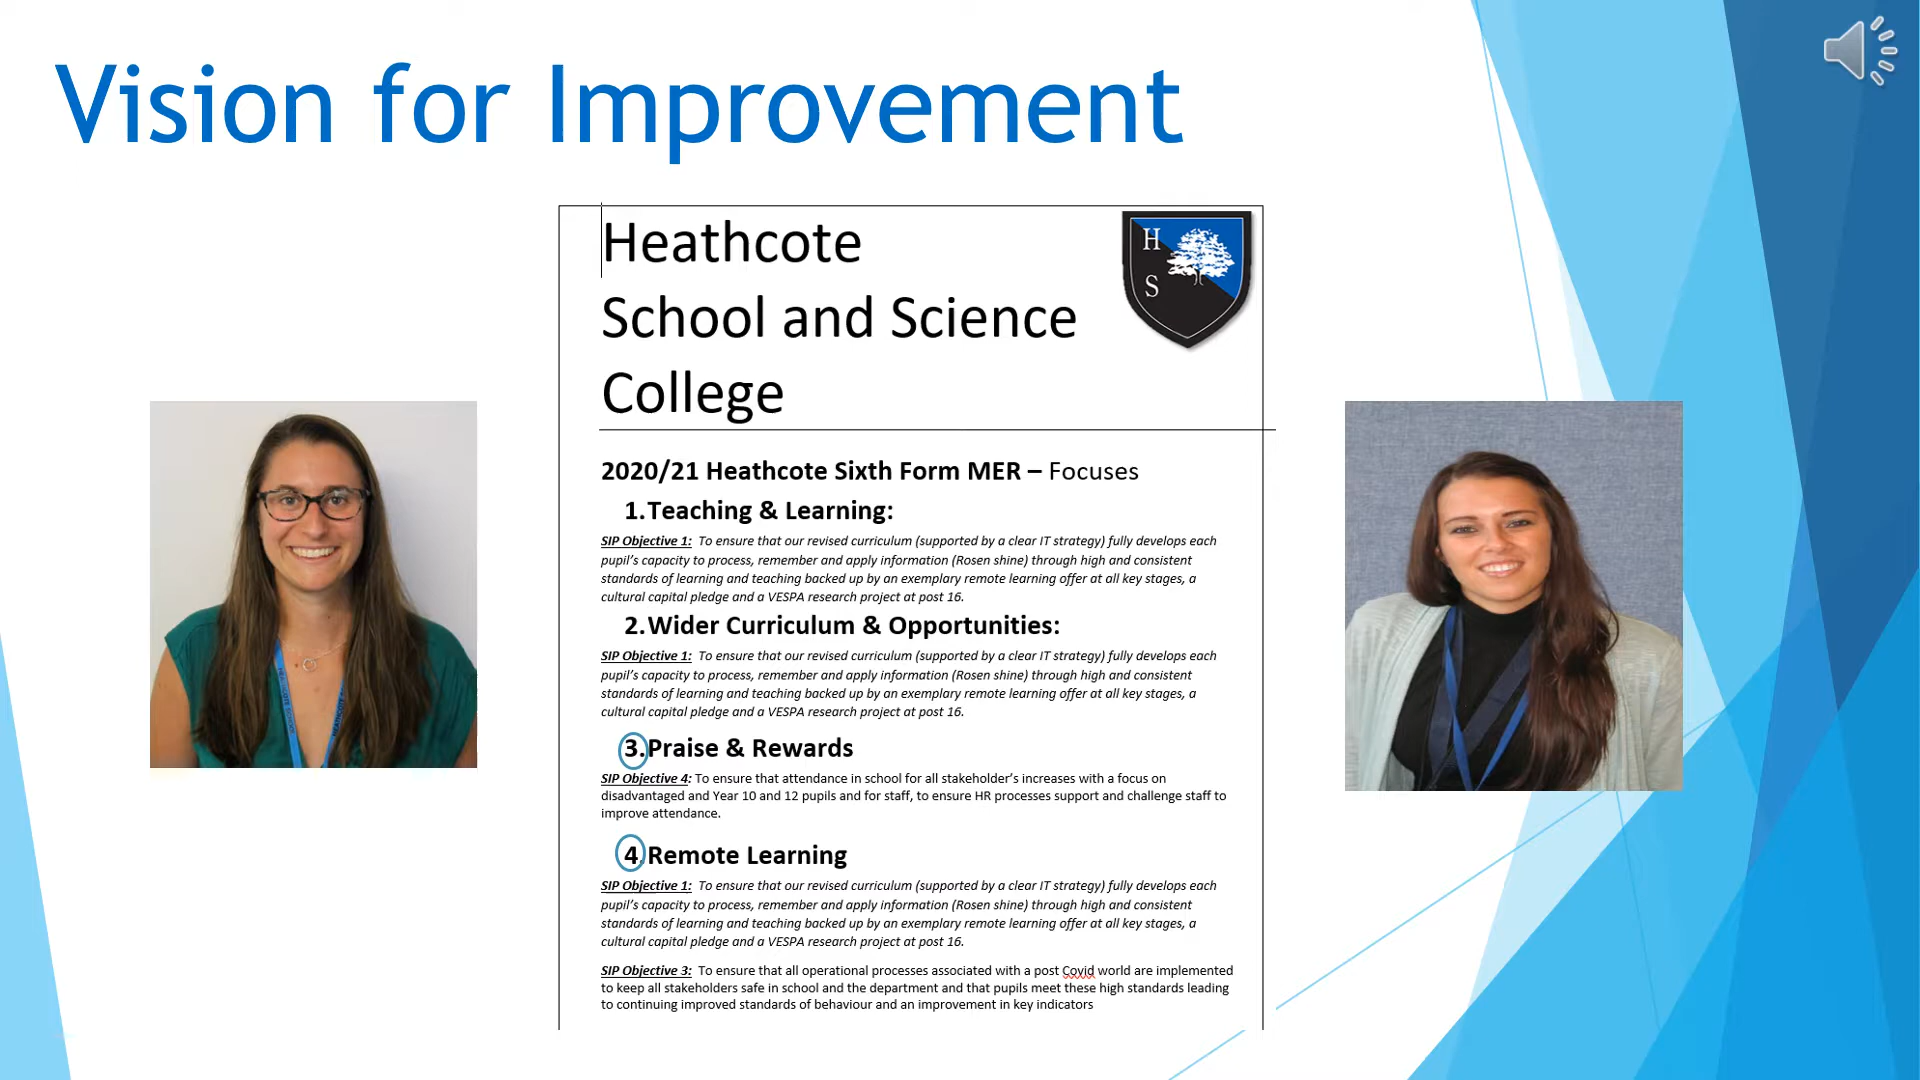 Vision for Improvement
Heathcote
School and Science
College
H
S
2020/21 Heathcote Sixth Form MER – Focuses
1.Teaching & Learning:
SIP Objective 1: To ensure that our revised curriculum (supported by a clear IT strategy) fully develops each
pupil's capacity to process, remember and apply information (Rosen shine) through high and consistent
standards of learning and teaching backed up by an exemplary remote learning offer at all key stages, a
cultural capital pledge and a VESPA research project at post 16.
2.Wider Curriculum & Opportunities:
SIP Objective 1: To ensure that our revised curriculum (supported by a clear IT strategy) fully develops each
pupil's capacity to process, remember and apply information (Rosen shine) through high and consistent
standards of learning and teaching backed up by an exemplary remote learning offer at all key stages, a
cultural capital pledge and a VESPA research project at post 16.
3.Praise & Rewards
SIP Objective 4: To ensure that attendance in school for all stakeholder's increases with a focus on
disadvantaged and Year 10 and 12 pupils and for staff, to ensure HR processes support and challenge staff to
improve attendance.
4.Remote Learning
SIP Objective 1: To ensure that our revised curriculum (supported by a clear IT strategy) fully develops each
pupil's capacity to process, remember and apply information (Rosen shine) through high and consistent
standards of learning and teaching backed up by an exemplary remote learning offer at all key stages, a
cultural capital pledge and a VESPA research project at post 16.
SIP Objective 3: To ensure that all operational processes associated with a post Covid world are implemented
to keep all stakeholders safe in school and the department and that pupils meet these high standards leading
to continuing improved standards of behaviour and an improvement in key indicators